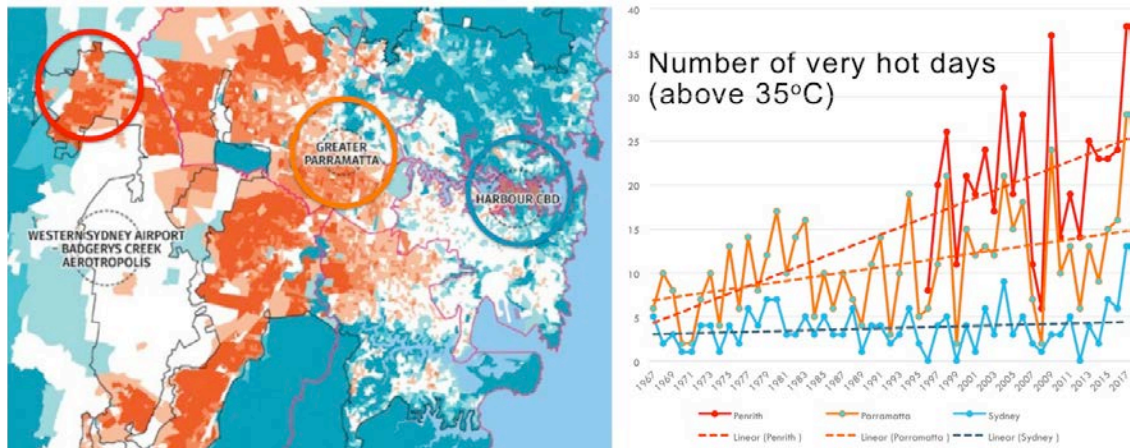 GREATER
PARRAMATTA
HARBOUR CBD
WESTERN SYDNEY AIRPORT
- BADGERYS CREEK
AEROTROPOLIS
Number of very hot days
(above 35°C)
40
35
30
25
20
15
10
5
0
1967 1969 1971 1973 1975 1977 1979 1981 1983 1985 1987 1989 1991 1993 1995 1997 1999 2001 2003 2005 2007 2009 2011 2013 2015 2017
Penrith Parramatta Sydney
Linear (Penrith ) Linear (Parramatta ) Linear (Sydney )